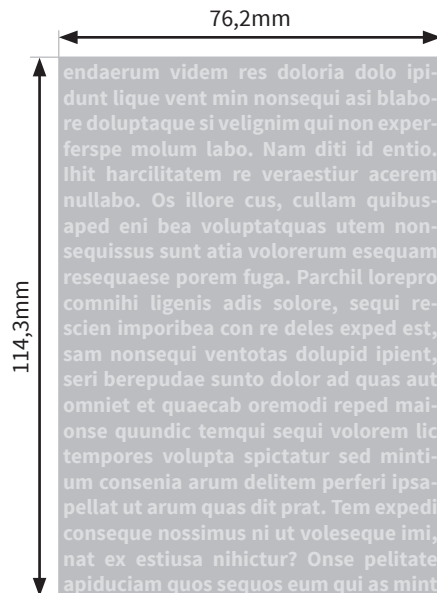 76,2mm
114,3mm
endaerum videm res doloria dolo ipi-
dunt lique vent min nonsequi asi blabo-
re doluptaque si velignim qui non exper-
ferspe molum labo. Nam diti id entio.
Ihit harcilitatem re veraestiur acerem
nullabo. Os illore cus, cullam quibus-
aped eni bea voluptatquas utem non-
sequissus sunt atia volorerum esequam
resequaese porem fuga. Parchil lorepro
comnihi ligenis adis solore, sequi re-
scien imporibea con re deles exped est,
sam nonsequi ventotas dolupid ipient,
seri berepudae sunto dolor ad quas aut
omniet et quaecab oremodi reped mai-
onse quundic temqui sequi volorem lic
tempores volupta spictatur sed minti-
um consenia arum delitem perferi ipsa-
pellat ut arum quas dit prat. Tem expedi
conseque nossimus ni ut voleseque imi,
nat ex estiusa nihictur? Onse pelitate
apiduciam quos sequos eum qui as mint